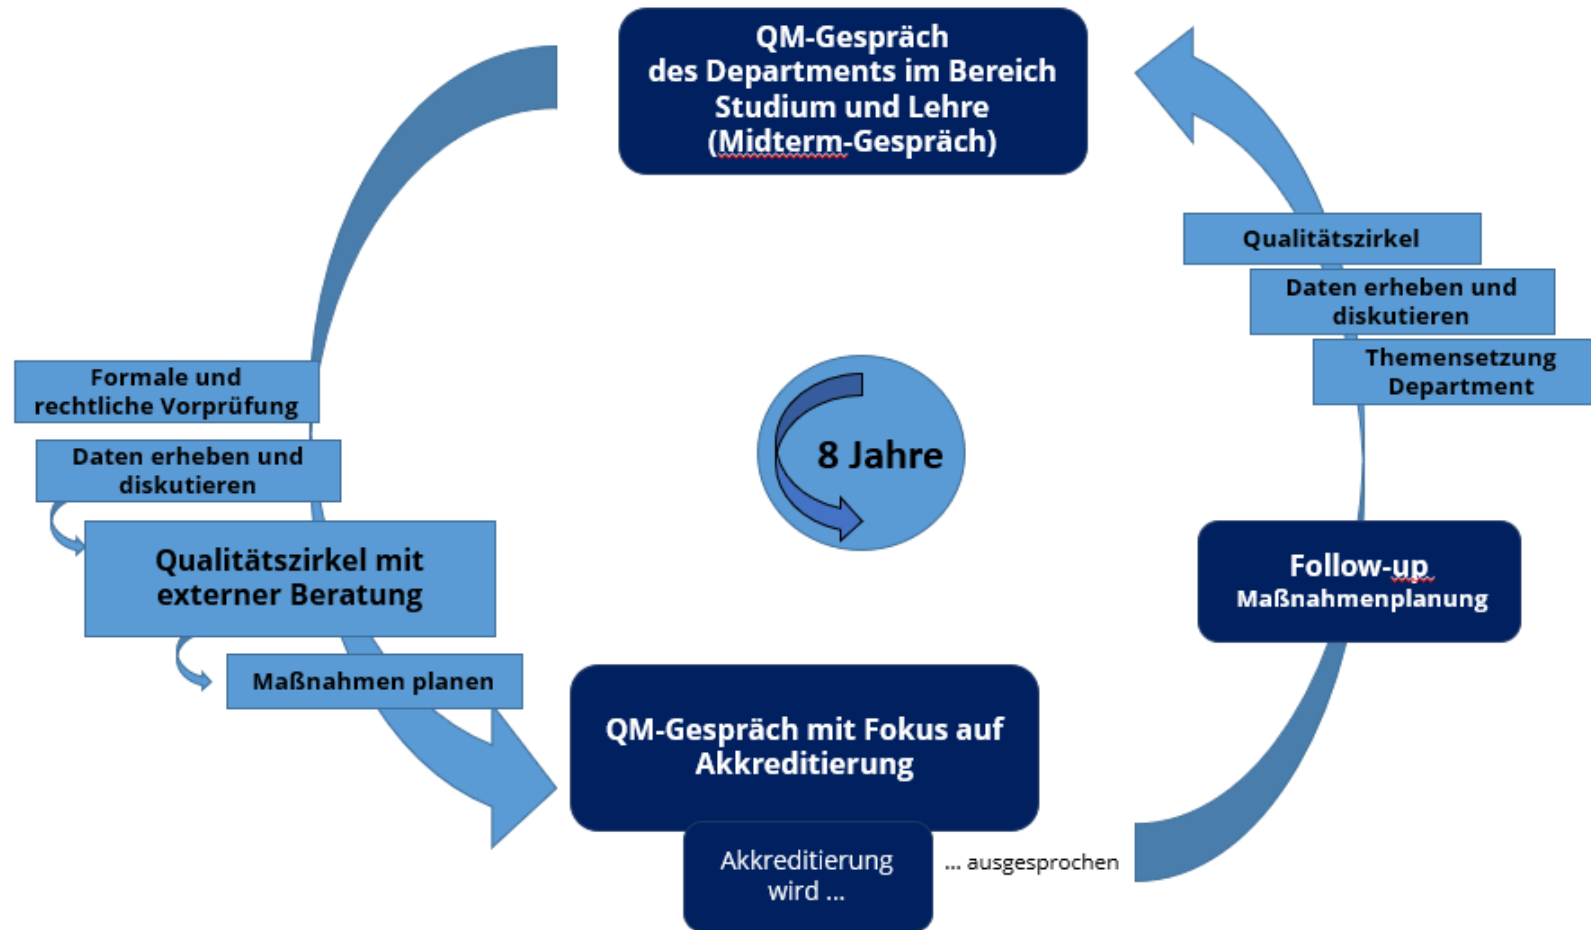 QM-Gespräch
des Departments im Bereich
Studium und Lehre
(Midterm-Gespräch)
Qualitätszirkel
Daten erheben und
diskutieren
Themensetzung
Department
Formale und
rechtliche Vorprüfung
Daten erheben und
diskutieren
Qualitätszirkel mit
externer Beratung
Maßnahmen planen
8 Jahre
Follow-up
Maßnahmenplanung
QM-Gespräch mit Fokus auf
Akkreditierung
Akkreditierung
wird ...
... ausgesprochen